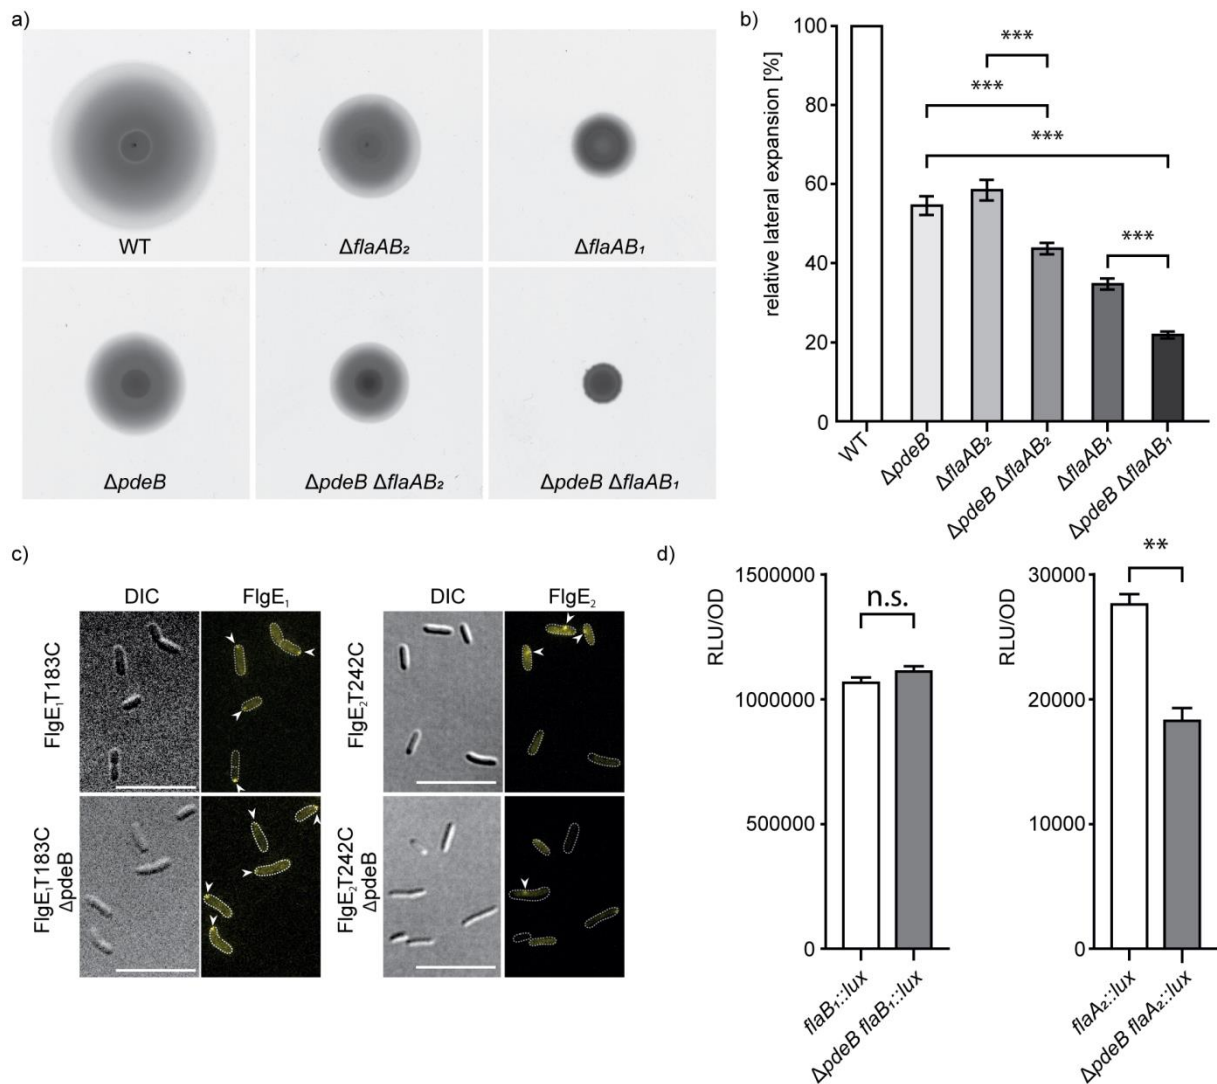 a)
WT
ΔflaAB₂
ΔflaAB₁
ΔpdeB
ΔpdeB ΔflaAB₂
ΔpdeB ΔflaAB₁
b)
relative lateral expansion [%]
100
80
60
40
20
0
***
***
***
***
WT
ΔpdeB
ΔflaAB₂
ΔpdeB ΔflaAB₂
ΔflaAB₁
ΔpdeB ΔflaAB₁
c)
DIC
FlgE₁
FlgE₁T183C
FlgE₁T183C
ΔpdeB
DIC
FlgE₂
FlgE₂T242C
FlgE₂T242C
ΔpdeB
d)
RLU/OD
1500000
1000000
500000
0
n.s.
flaB₁::lux
ΔpdeB flaB₁::lux
RLU/OD
30000
20000
10000
0
**
flaA₂::lux
ΔpdeB flaA₂::lux